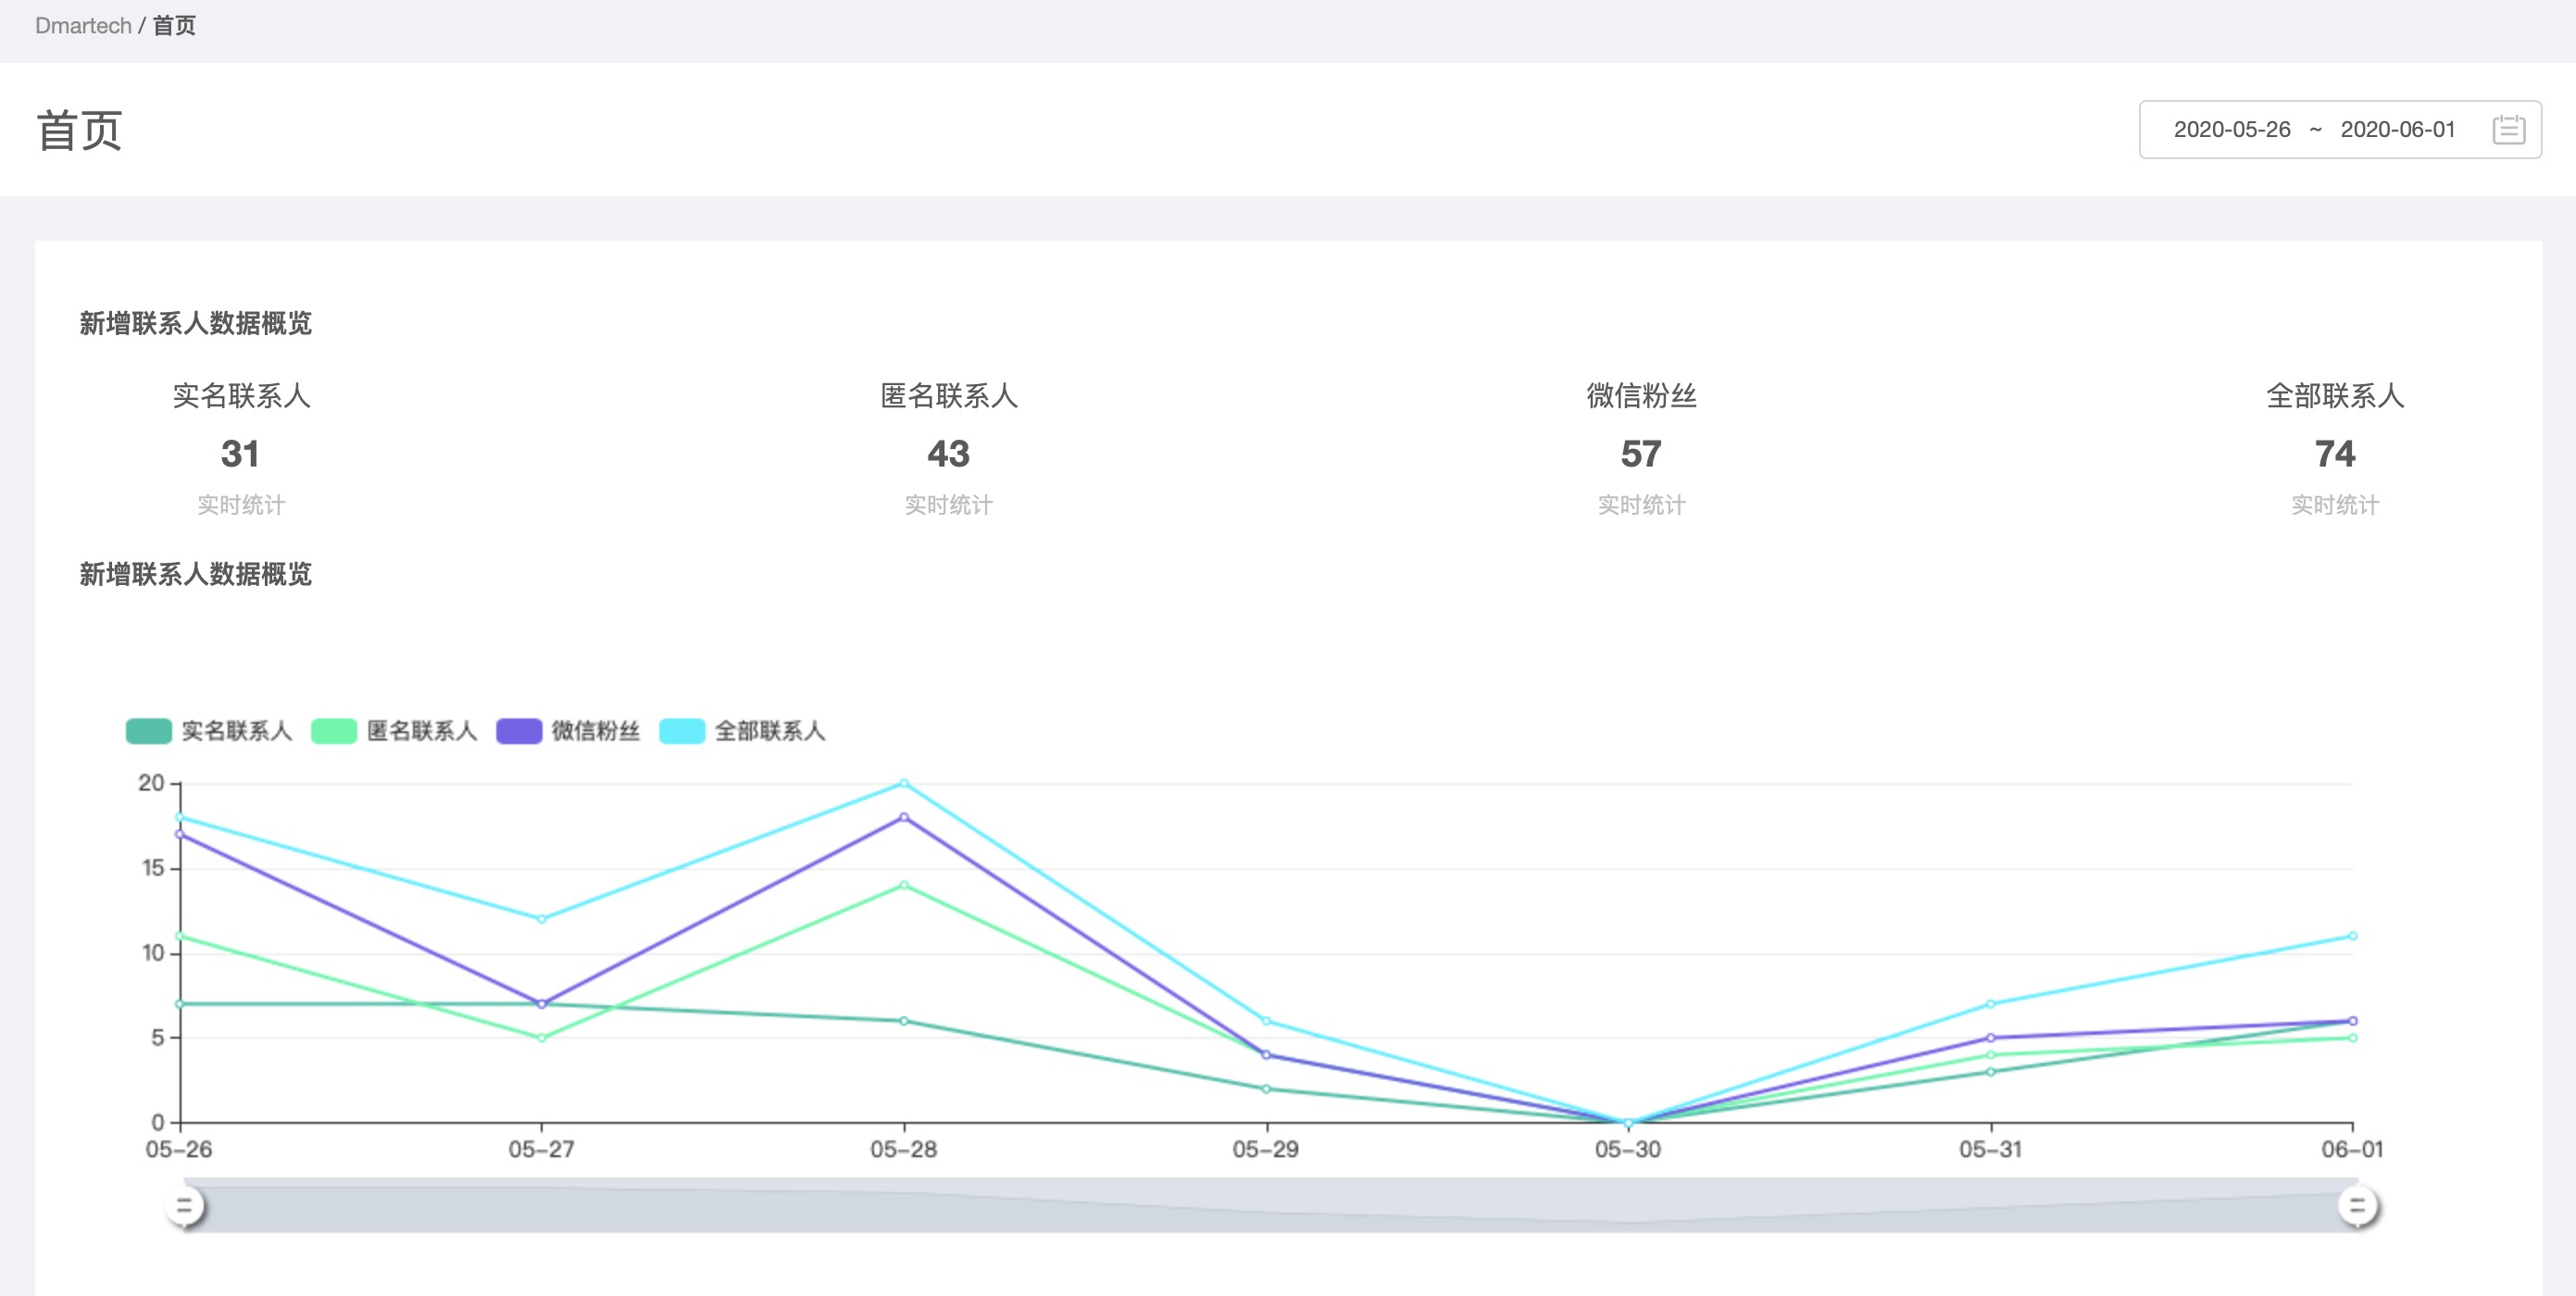 Dmartech / 首页
首页
2020-05-26 ~ 2020-06-01
新增联系人数据概览
实名联系人 匿名联系人 微信粉丝 全部联系人
31 43 57 74
实时统计 实时统计 实时统计 实时统计
新增联系人数据概览
实名联系人 匿名联系人 微信粉丝 全部联系人
20
15
10
5
0
05-26 05-27 05-28 05-29 05-30 05-31 06-01